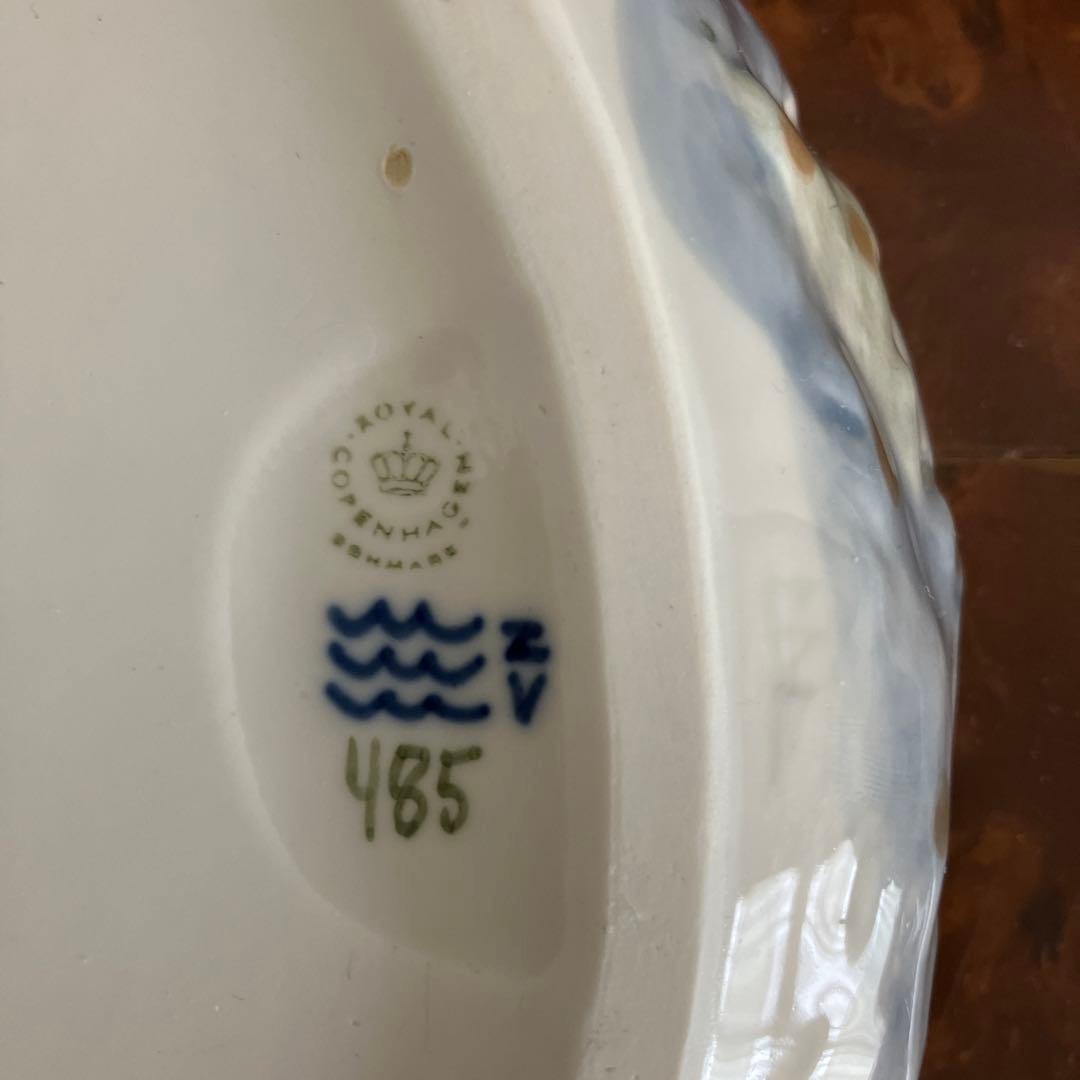 ROYAL
COPENHAGEN
DENMARK
Z
V
485